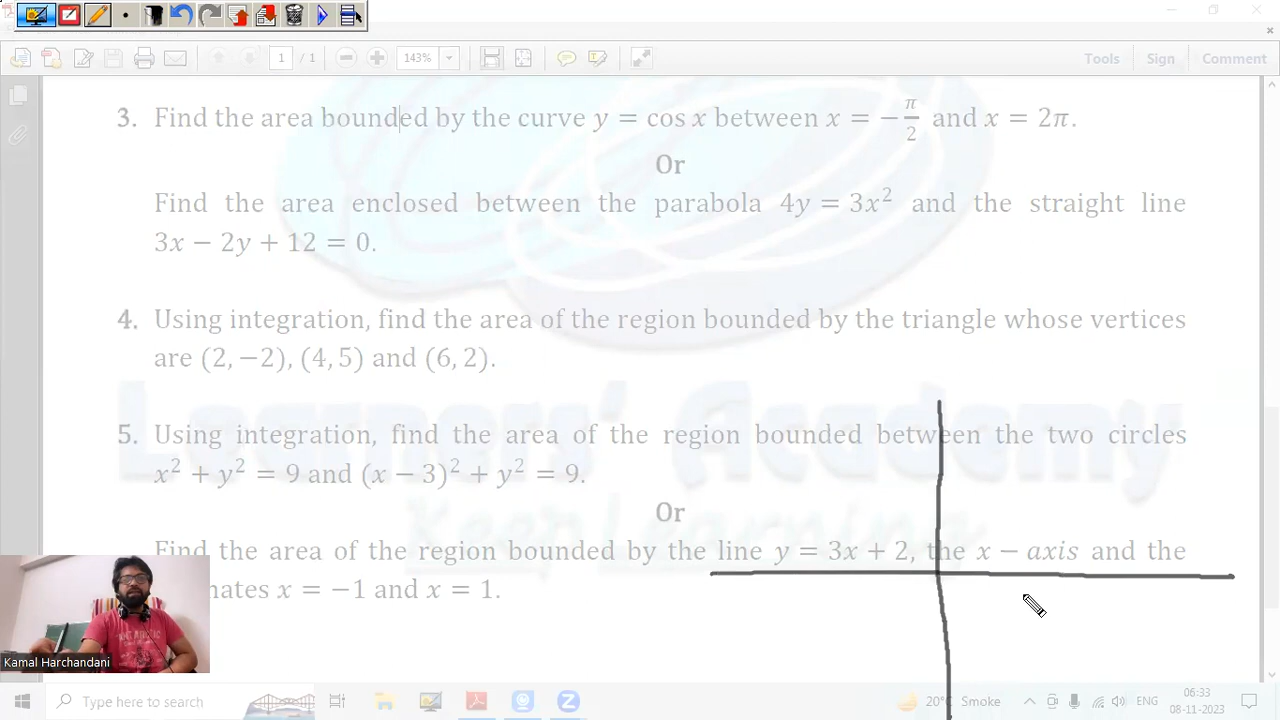 1 / 1
143%
Tools
Sign
Comment
3. Find the area bounded by the curve y = cos x between x = −π/2 and x = 2π.
Or
Find the area enclosed between the parabola 4y = 3x² and the straight line
3x − 2y + 12 = 0.
4. Using integration, find the area of the region bounded by the triangle whose vertices
are (2, −2), (4, 5) and (6, 2).
5. Using integration, find the area of the region bounded between the two circles
x² + y² = 9 and (x − 3)² + y² = 9.
Or
Find the area of the region bounded by the line y = 3x + 2, the x − axis and the
nates x = −1 and x = 1.
Learners' Academy
Keep Learning
Kamal Harchandani
Type here to search
20° Smoke
ENG
06:33
08-11-2023